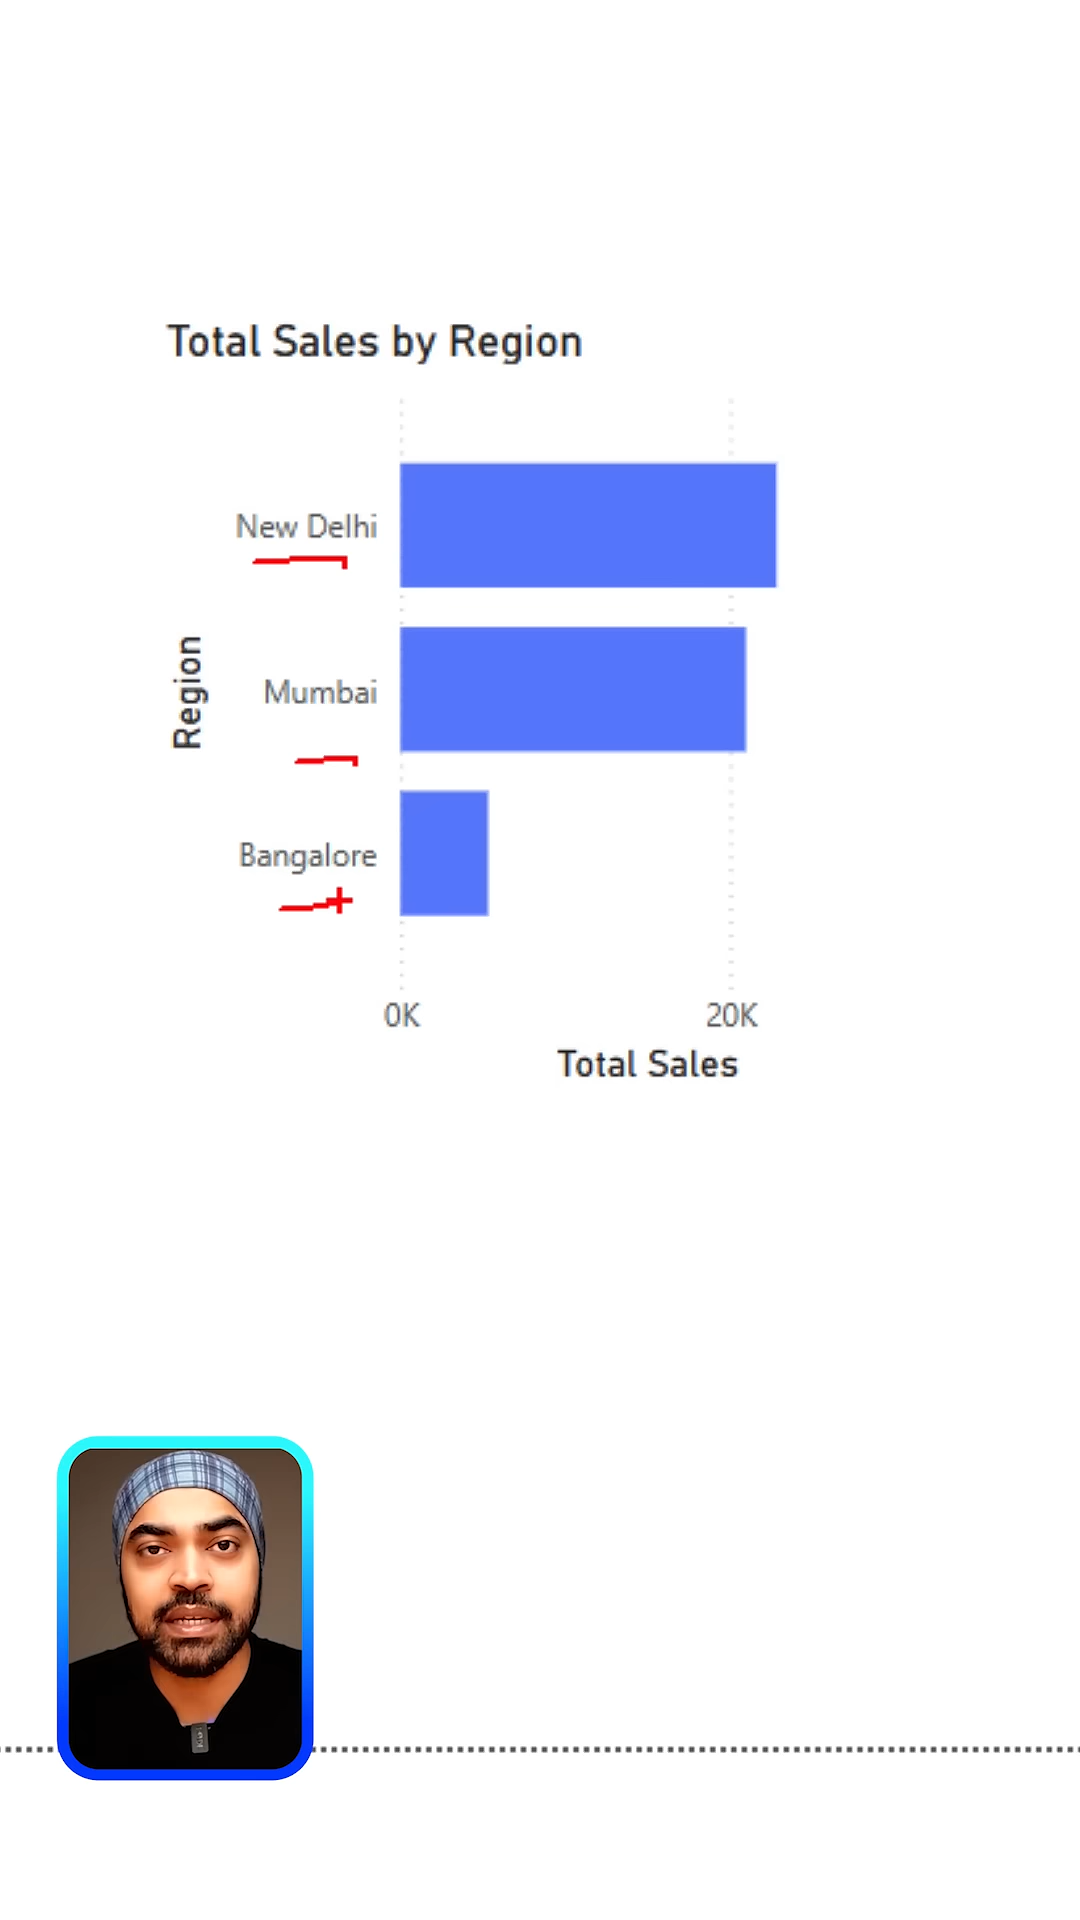 Total Sales by Region
New Delhi
Mumbai
Bangalore
Region
0K 20K
Total Sales